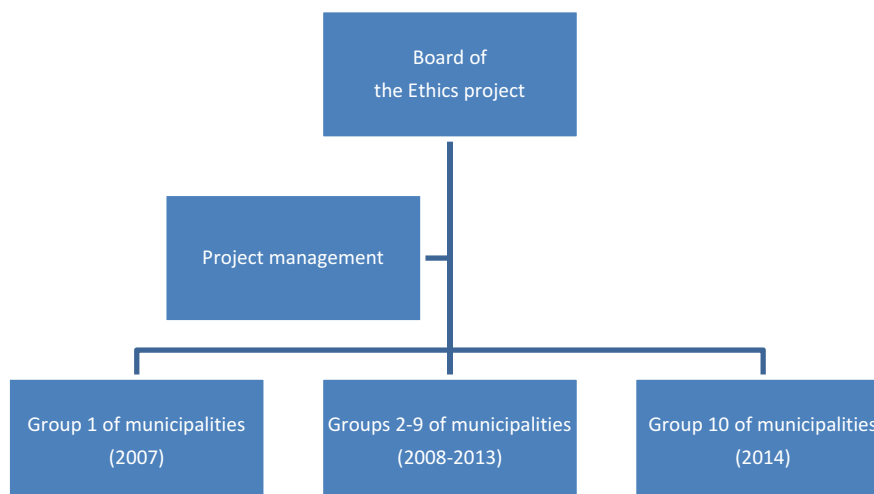 Board of
the Ethics project
Project management
Group 1 of municipalities
(2007)
Groups 2-9 of municipalities
(2008-2013)
Group 10 of municipalities
(2014)